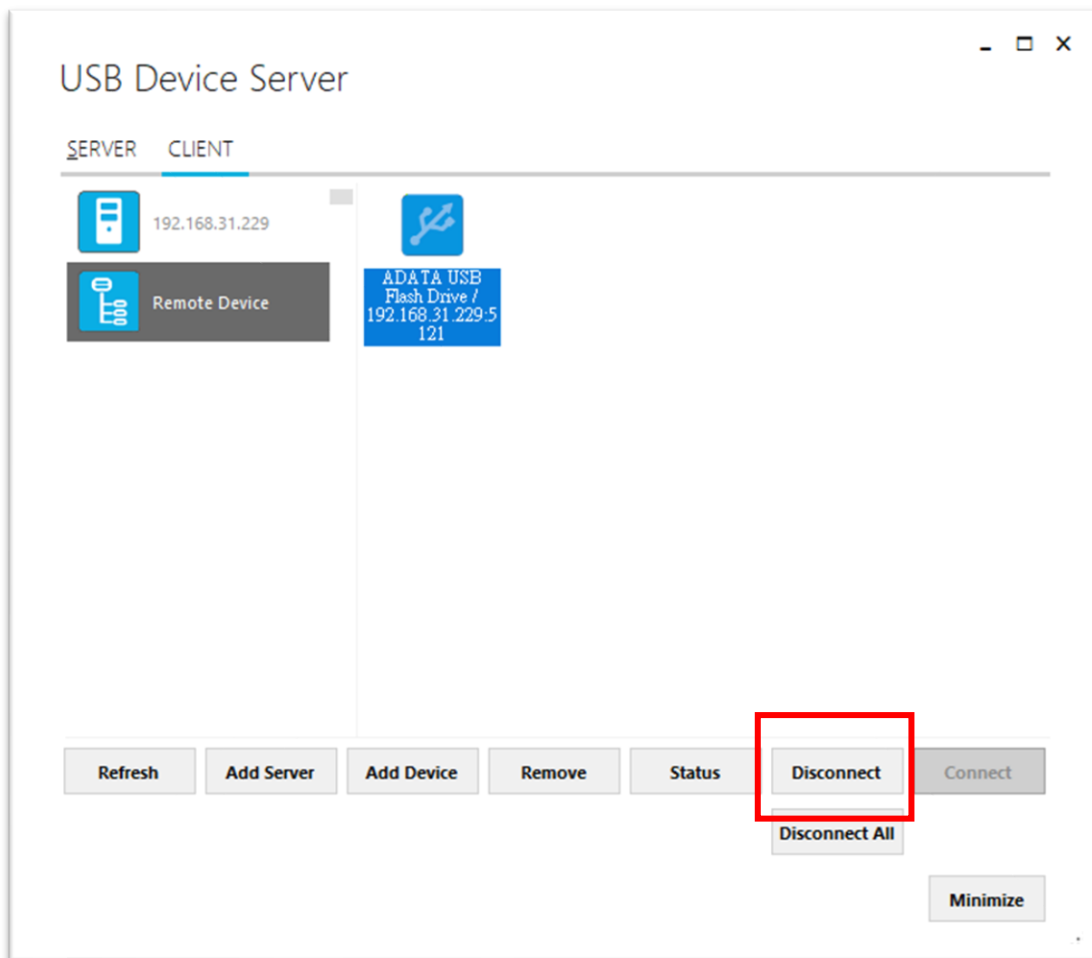 USB Device Server
SERVER CLIENT
192.168.31.229
Remote Device
ADATA USB
Flash Drive /
192.168.31.229:5
121
Refresh Add Server Add Device Remove Status Disconnect Connect
Disconnect All
Minimize